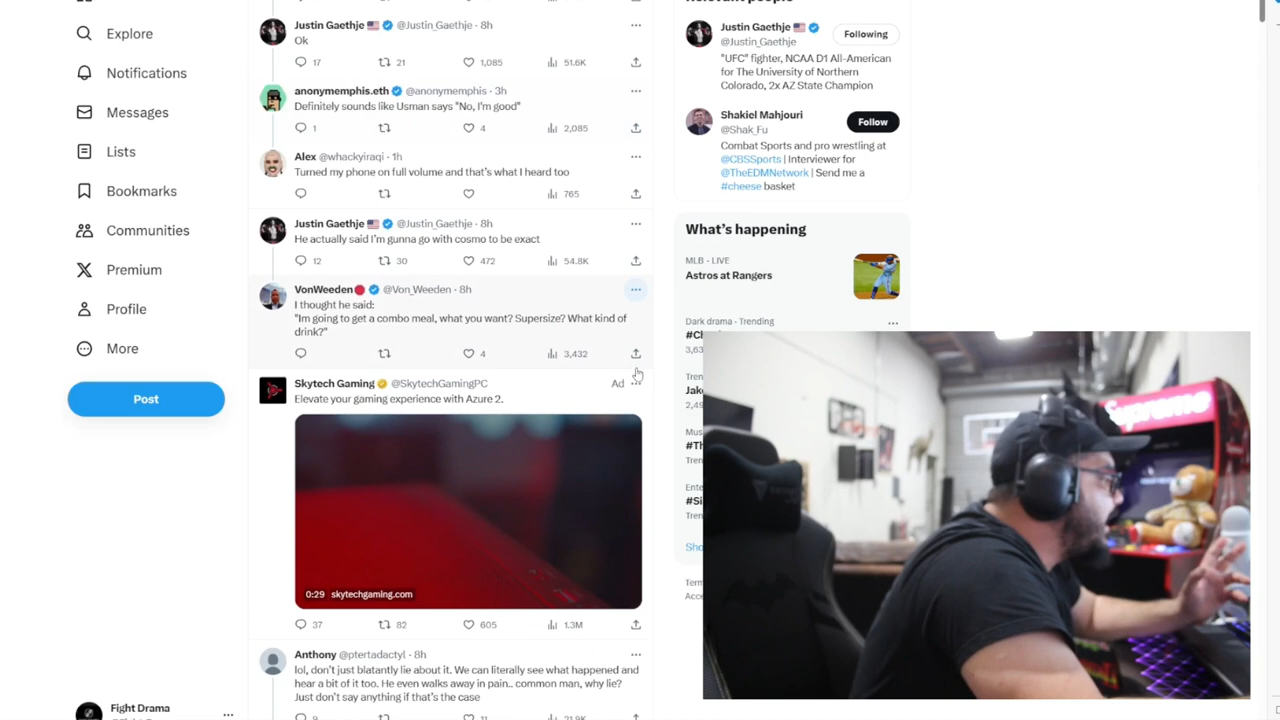 Explore
Notifications
Messages
Lists
Bookmarks
Communities
Premium
Profile
More
Post
Fight Drama
Justin Gaethje @Justin_Gaethje · 8h
Ok
17 21 1,085 51.6K
anonymemphis.eth @anonymemphis · 3h
Definitely sounds like Usman says "No, I'm good"
1 4 2,085
Alex @whackyiraqi · 1h
Turned my phone on full volume and that's what I heard too
765
Justin Gaethje @Justin_Gaethje · 8h
He actually said I'm gunna go with cosmo to be exact
12 30 472 54.8K
VonWeeden @Von_Weeden · 8h
I thought he said:
"Im going to get a combo meal, what you want? Supersize? What kind of
drink?"
4 3,432
Skytech Gaming @SkytechGamingPC Ad
Elevate your gaming experience with Azure 2.
0:29 skytechgaming.com
37 82 605 1.3M
Anthony @ptertadactyl · 8h
lol, don't just blatantly lie about it. We can literally see what happened and
hear a bit of it too. He even walks away in pain.. common man, why lie?
Just don't say anything if that's the case
Justin Gaethje Following
@Justin_Gaethje
"UFC" fighter, NCAA D1 All-American
for The University of Northern
Colorado, 2x AZ State Champion
Shakiel Mahjouri Follow
@Shak_Fu
Combat Sports and pro wrestling at
@CBSSports | Interviewer for
@TheEDMNetwork | Send me a
#cheese basket
What's happening
MLB · LIVE
Astros at Rangers
Dark drama · Trending
Supreme